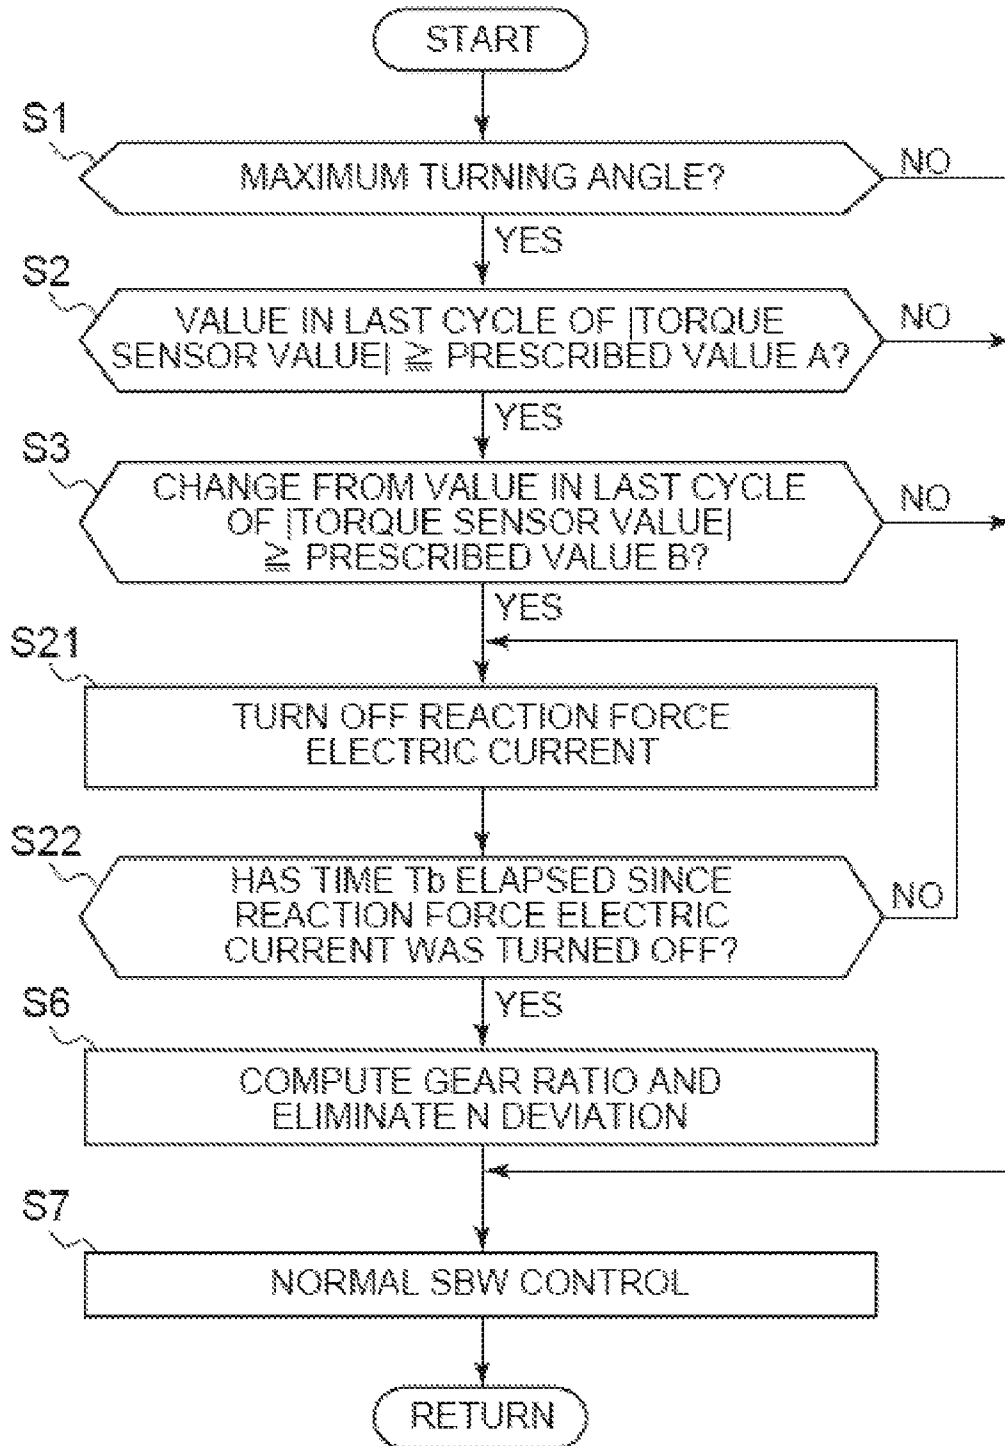 START
S1
MAXIMUM TURNING ANGLE?
NO
YES
S2
VALUE IN LAST CYCLE OF |TORQUE
SENSOR VALUE| ≧ PRESCRIBED VALUE A?
NO
YES
S3
CHANGE FROM VALUE IN LAST CYCLE
OF |TORQUE SENSOR VALUE|
≧ PRESCRIBED VALUE B?
NO
YES
S21
TURN OFF REACTION FORCE
ELECTRIC CURRENT
S22
HAS TIME Tb ELAPSED SINCE
REACTION FORCE ELECTRIC
CURRENT WAS TURNED OFF?
NO
YES
S6
COMPUTE GEAR RATIO AND
ELIMINATE N DEVIATION
S7
NORMAL SBW CONTROL
RETURN